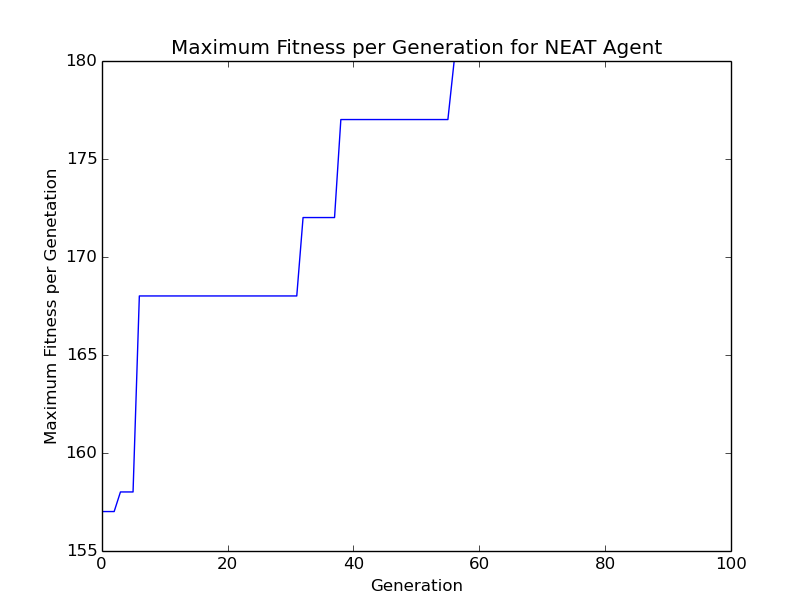 Maximum Fitness per Generation for NEAT Agent
180
175
170
165
160
155
Maximum Fitness per Genetation
0 20 40 60 80 100
Generation